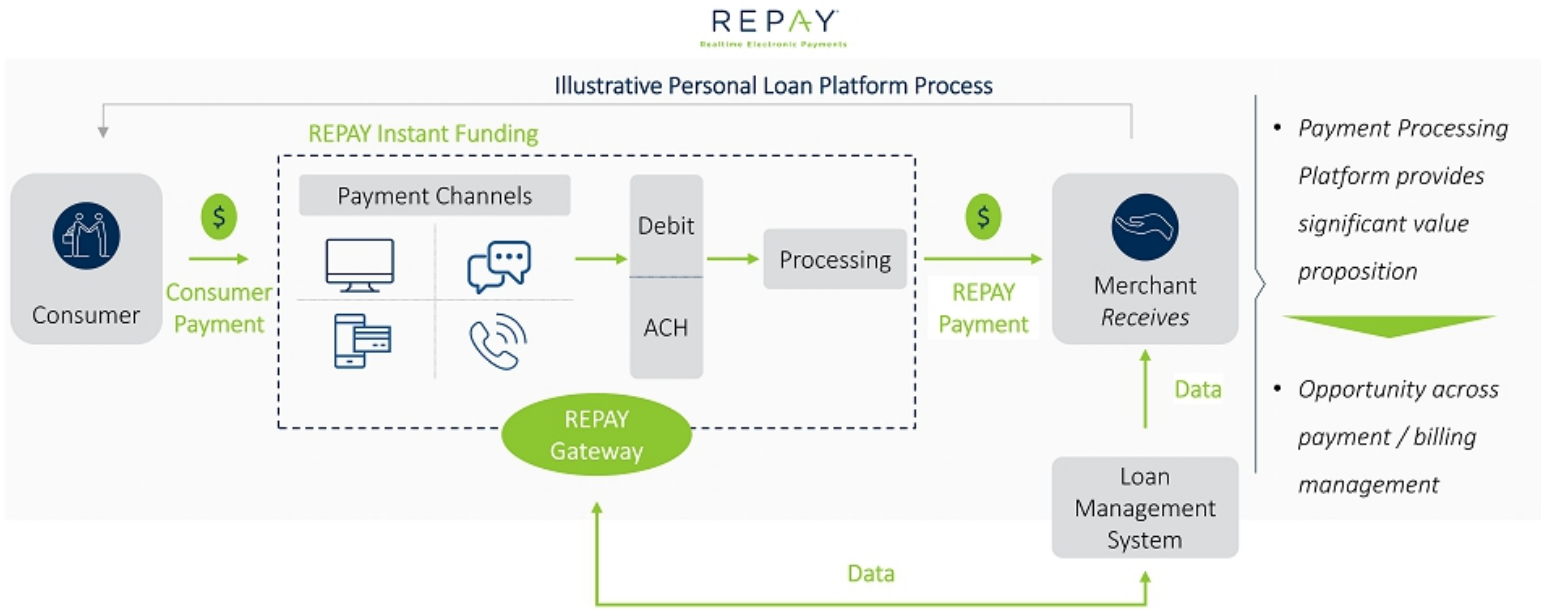 REPAY
Realtime Electronic Payments
Illustrative Personal Loan Platform Process
REPAY Instant Funding
Consumer
$
Consumer
Payment
Payment Channels
Debit
ACH
Processing
REPAY
Gateway
$
REPAY
Payment
Merchant
Receives
Data
Loan
Management
System
Data
• Payment Processing
Platform provides
significant value
proposition
• Opportunity across
payment / billing
management